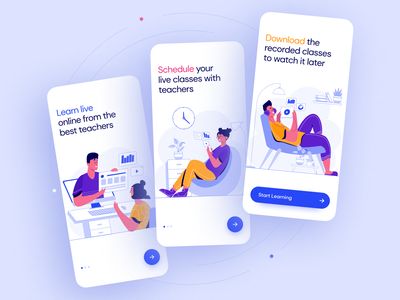 Learn live
online from the
best teachers
Schedule your
live classes with
teachers
Download the
recorded classes
to watch it later
Start Learning